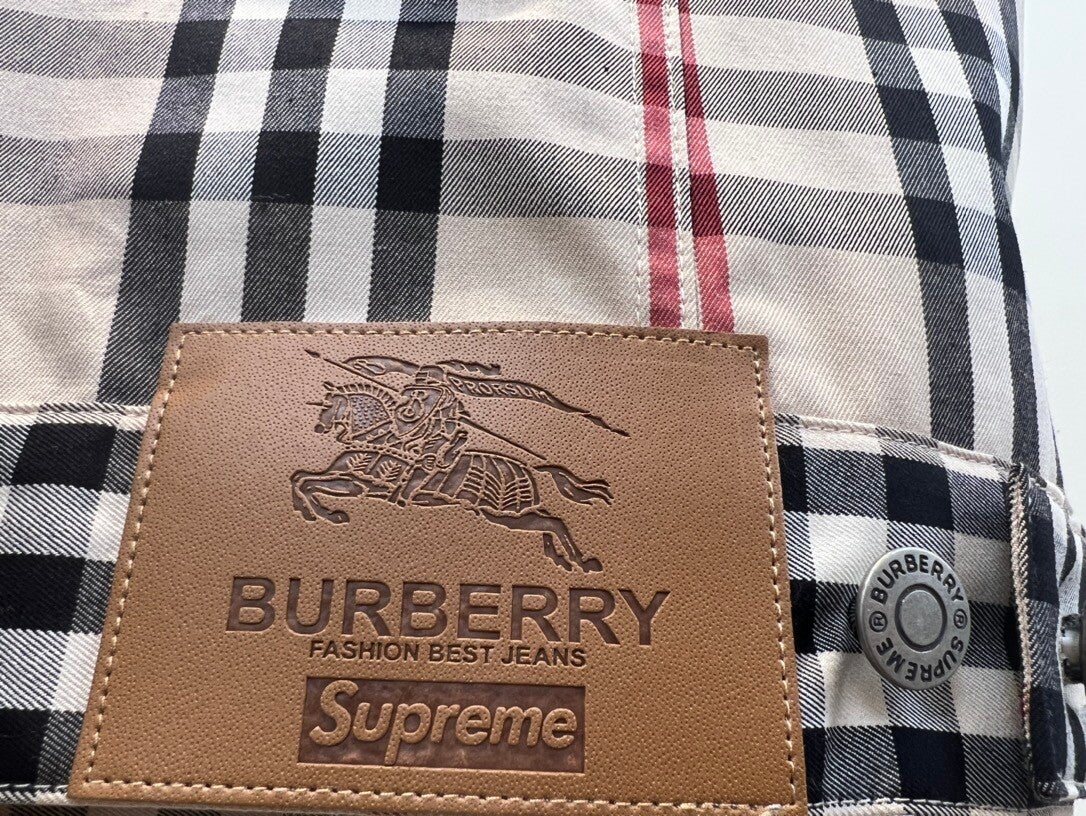 PRORSUM
BURBERRY
FASHION BEST JEANS
Supreme
BURBERRY ® SUPREME ®